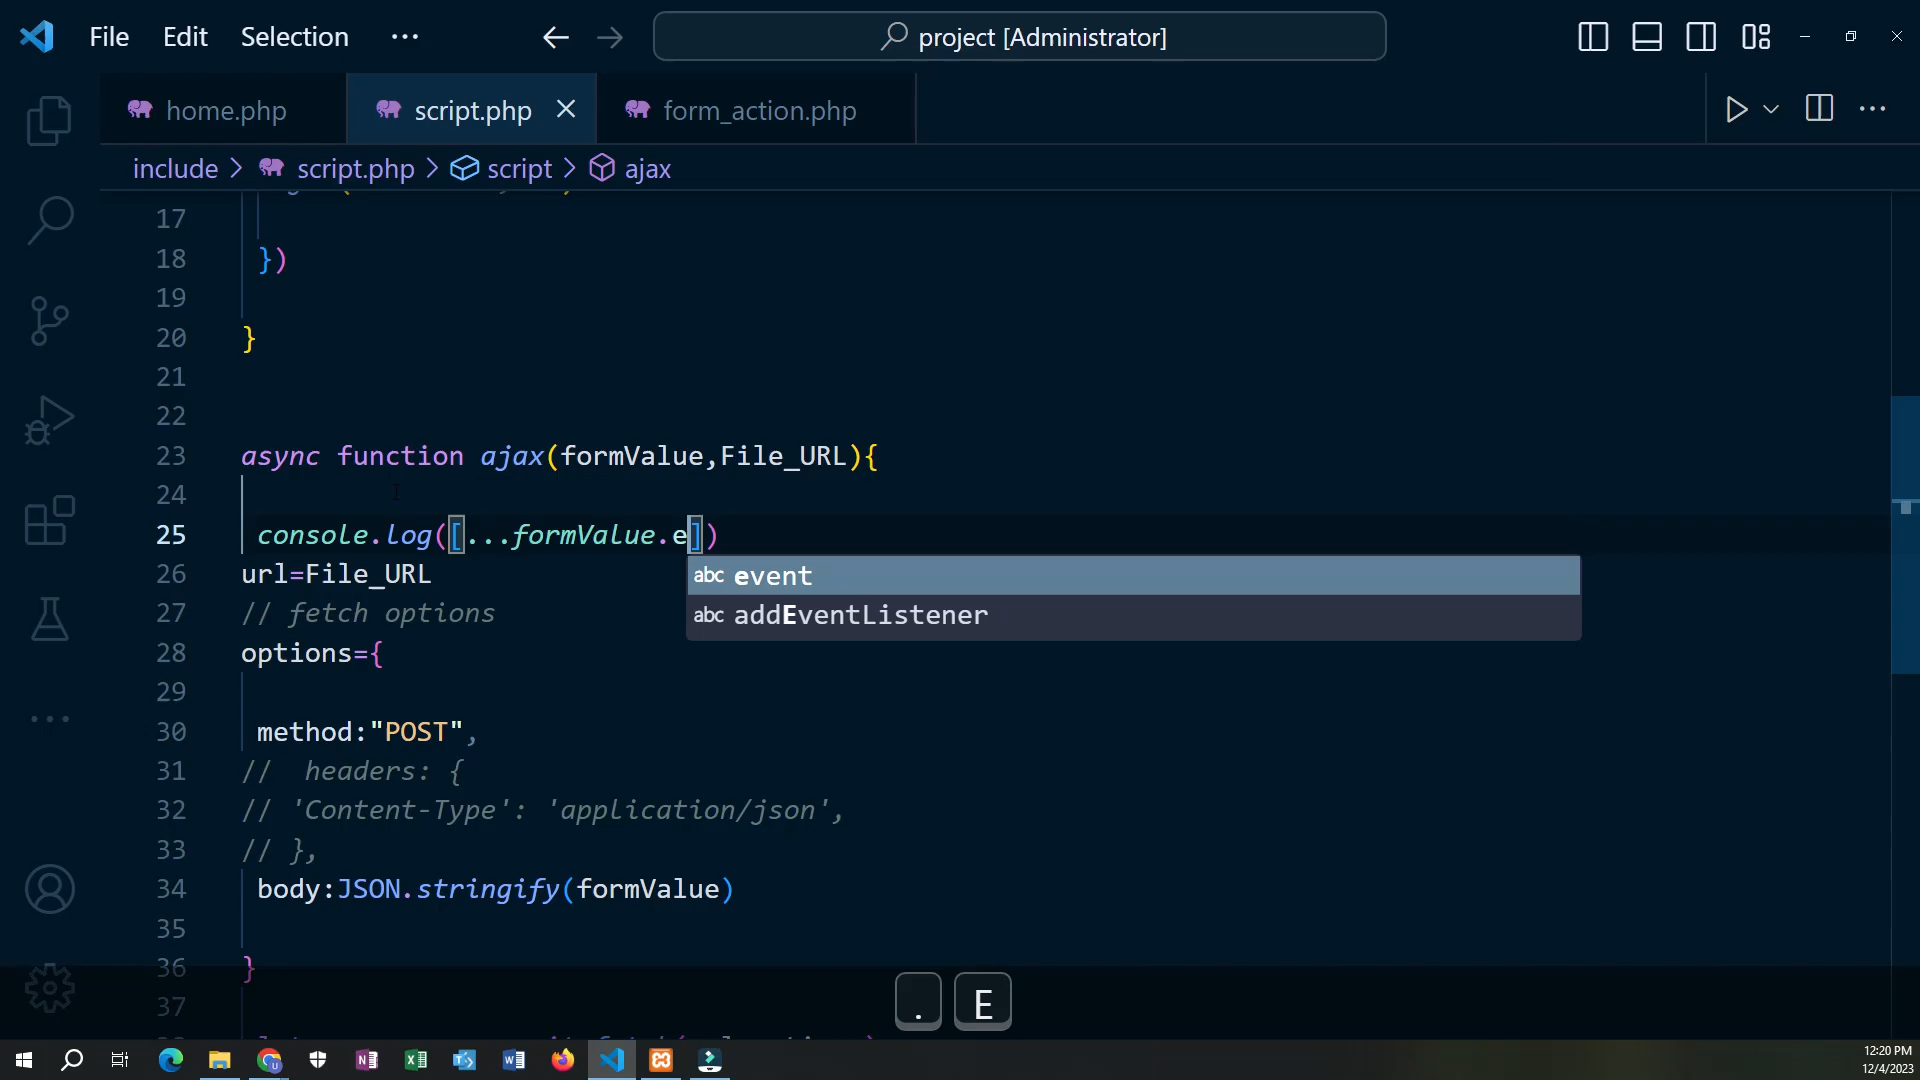 File Edit Selection ··· project [Administrator]
home.php script.php form_action.php
include > script.php > script > ajax
17
18 })
19
20 }
21
22
23 async function ajax(formValue,File_URL){
24
25 console.log([...formValue.e])
event
abc
addEventListener
abc
26 url=File_URL
27 // fetch options
28 options={
29
30 method:"POST",
31 // headers: {
32 // 'Content-Type': 'application/json',
33 // },
34 body:JSON.stringify(formValue)
35
36 }
37
. E
12:20 PM
12/4/2023